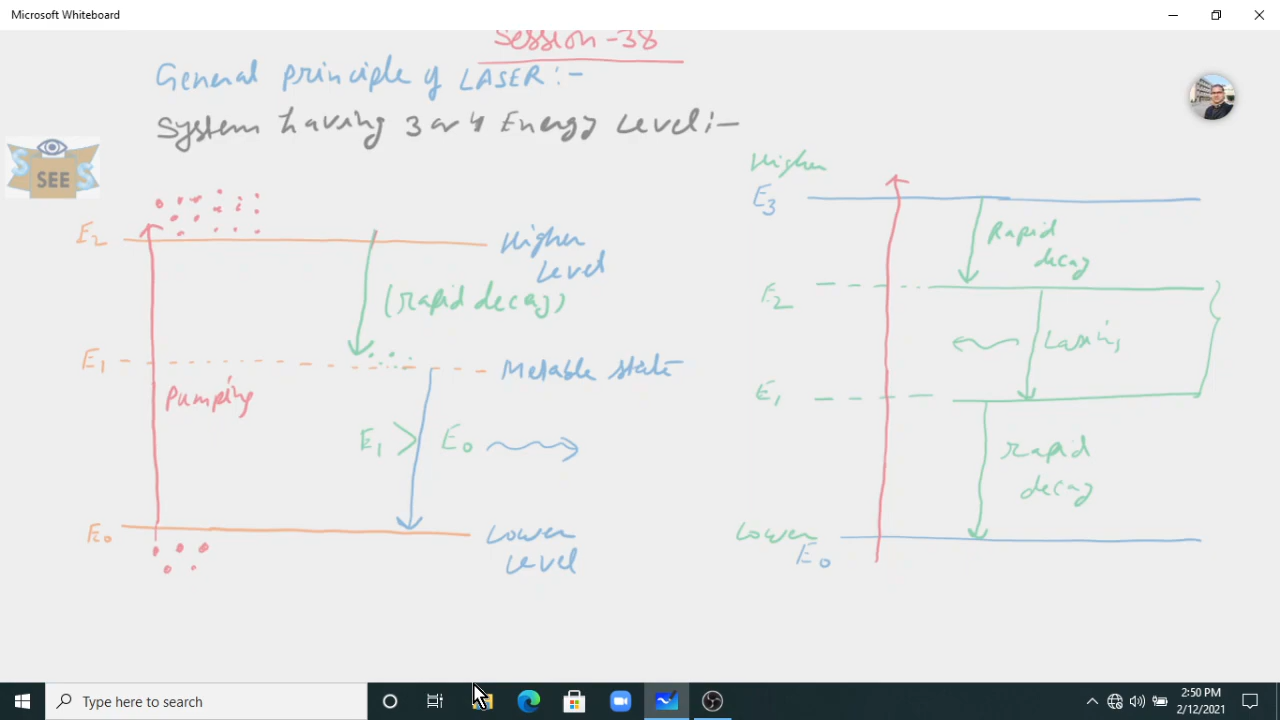 Microsoft Whiteboard
Session -38
General principle of LASER:-
System having 3 or 4 Energy Level:-
S SEE S
E2
Higher
Level
(rapid decay)
E1
Metable state
Pumping
E1 > E0
E0
Lower
Level
Higher
E3
Rapid
decay
E2
Lasing
E1
rapid
decay
Lower
E0
Type here to search
2:50 PM
2/12/2021